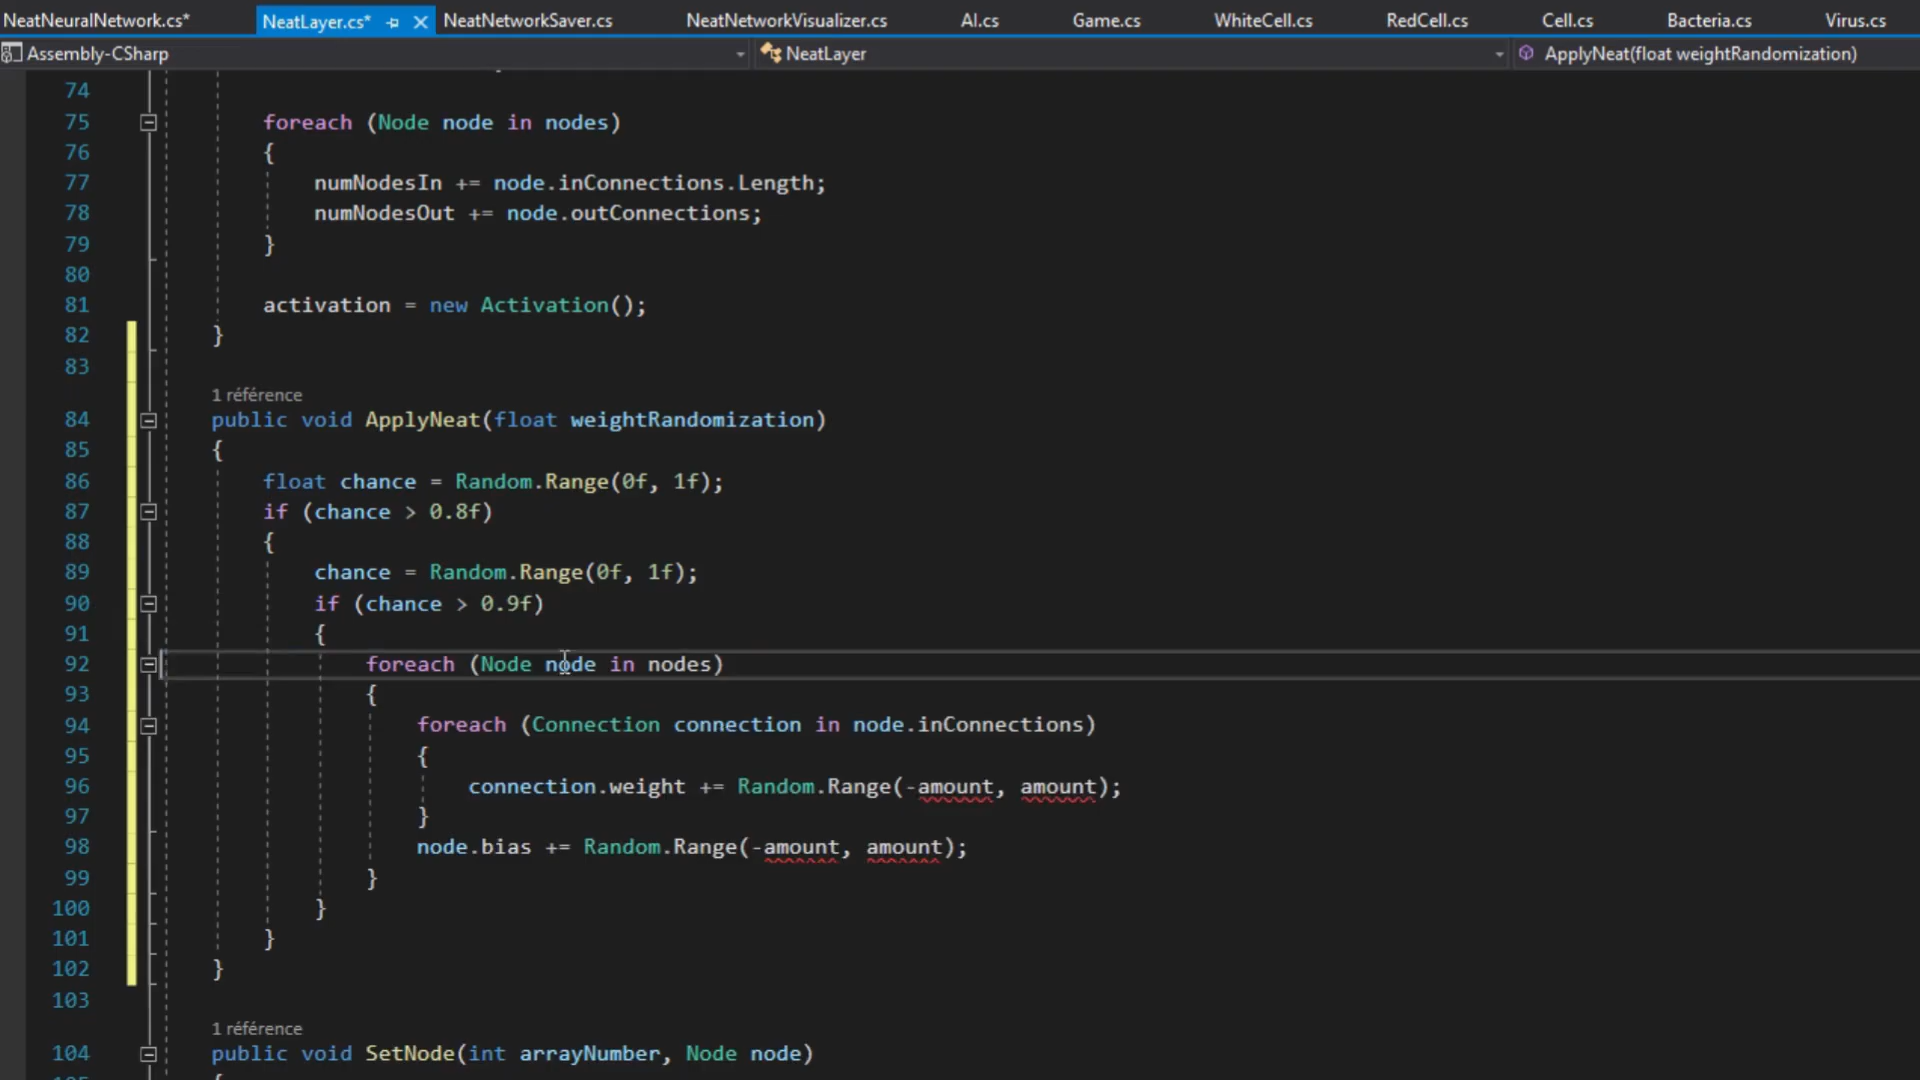 NeatNeuralNetwork.cs* NeatLayer.cs* NeatNetworkSaver.cs NeatNetworkVisualizer.cs AI.cs Game.cs WhiteCell.cs RedCell.cs Cell.cs Bacteria.cs Virus.cs
Assembly-CSharp NeatLayer ApplyNeat(float weightRandomization)
74
75 foreach (Node node in nodes)
76 {
77 numNodesIn += node.inConnections.Length;
78 numNodesOut += node.outConnections;
79 }
80
81 activation = new Activation();
82 }
83
1 référence
84 public void ApplyNeat(float weightRandomization)
85 {
86 float chance = Random.Range(0f, 1f);
87 if (chance > 0.8f)
88 {
89 chance = Random.Range(0f, 1f);
90 if (chance > 0.9f)
91 {
92 foreach (Node node in nodes)
93 {
94 foreach (Connection connection in node.inConnections)
95 {
96 connection.weight += Random.Range(-amount, amount);
97 }
98 node.bias += Random.Range(-amount, amount);
99 }
100 }
101 }
102 }
103
1 référence
104 public void SetNode(int arrayNumber, Node node)